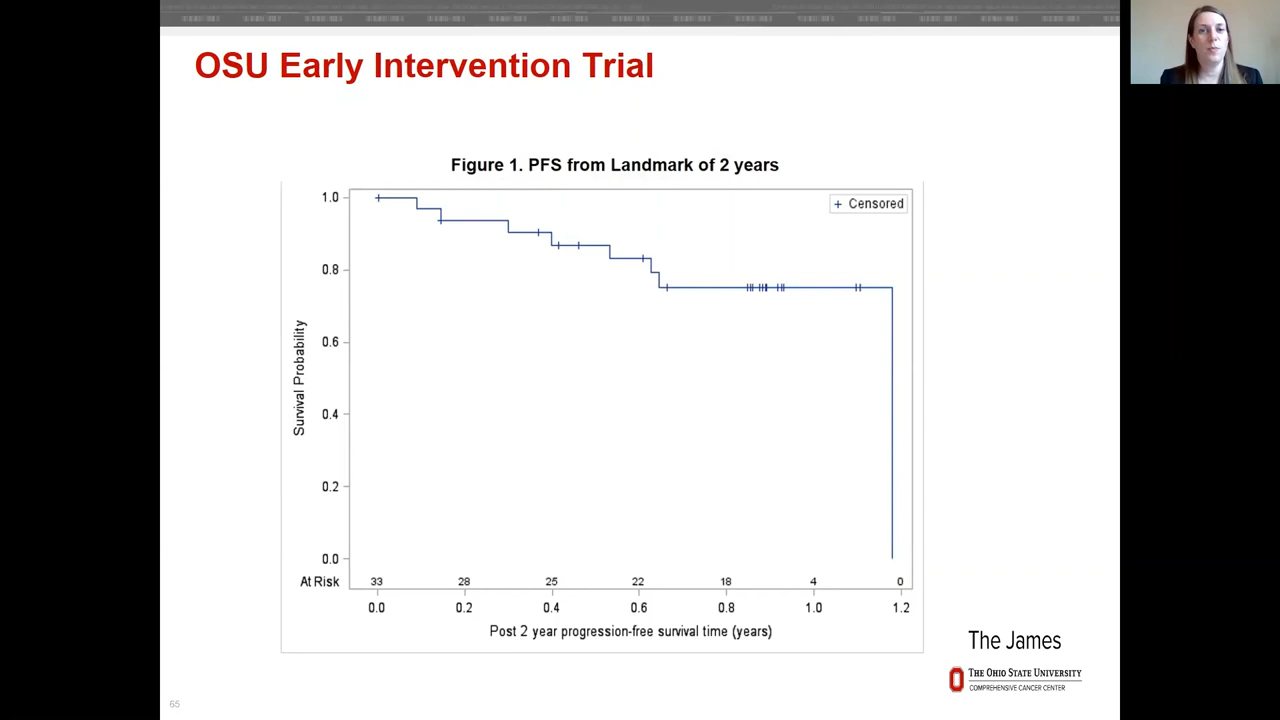 OSU Early Intervention Trial
Figure 1. PFS from Landmark of 2 years
+ Censored
Survival Probability
1.0
0.8
0.6
0.4
0.2
0.0
At Risk 33 28 25 22 18 4 0
0.0 0.2 0.4 0.6 0.8 1.0 1.2
Post 2 year progression-free survival time (years)
The James
THE OHIO STATE UNIVERSITY
COMPREHENSIVE CANCER CENTER
65